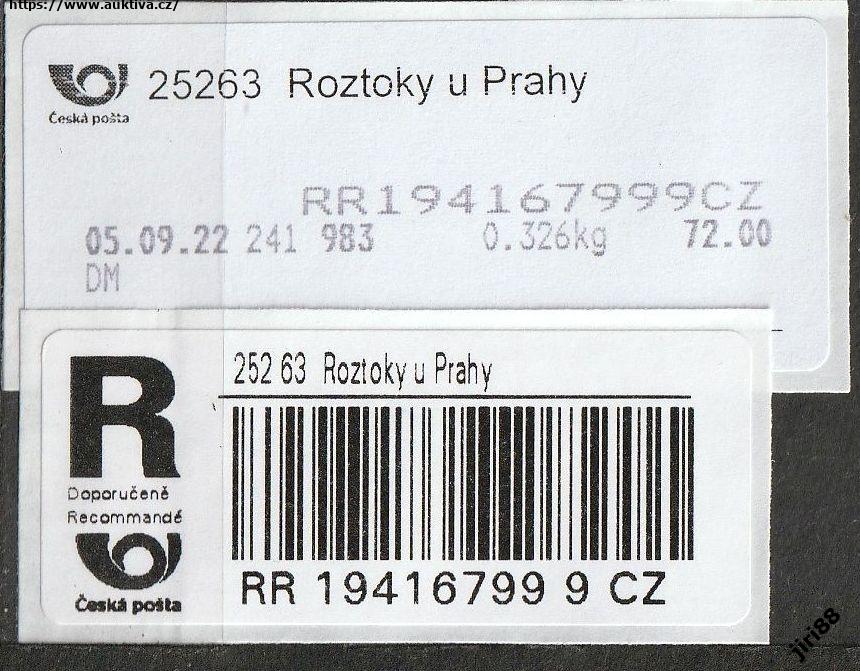 https://www.auktiva.cz/
25263 Roztoky u Prahy
Česká pošta
RR194167999CZ
05.09.22 241 983 0.326kg 72.00
DM
R
252 63 Roztoky u Prahy
Doporučeně
Recommandé
Česká pošta
RR 19416799 9 CZ
jiri88